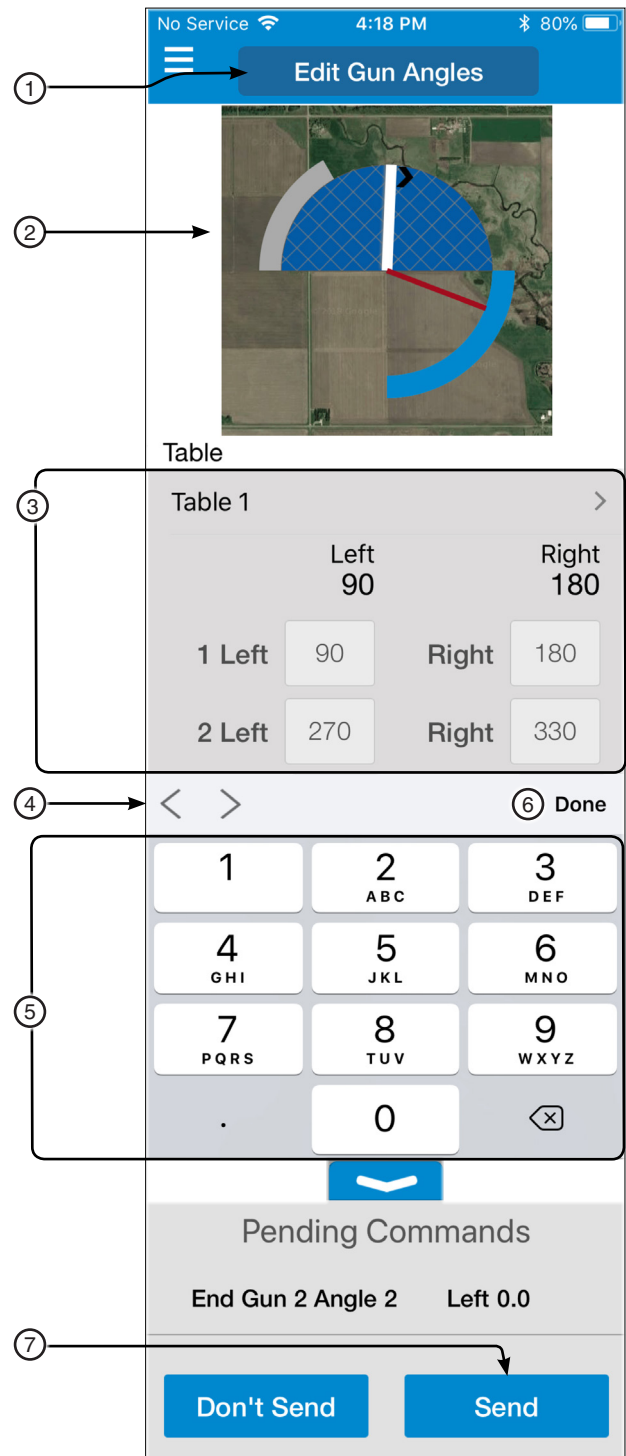 No Service 4:18 PM 80%
1 Edit Gun Angles
2
Table
3
Table 1 >
Left Right
90 180
1 Left 90 Right 180
2 Left 270 Right 330
4 < > 6 Done
5
1 2 3
ABC DEF
4 5 6
GHI JKL MNO
7 8 9
PQRS TUV WXYZ
. 0
Pending Commands
End Gun 2 Angle 2 Left 0.0
7
Don't Send Send